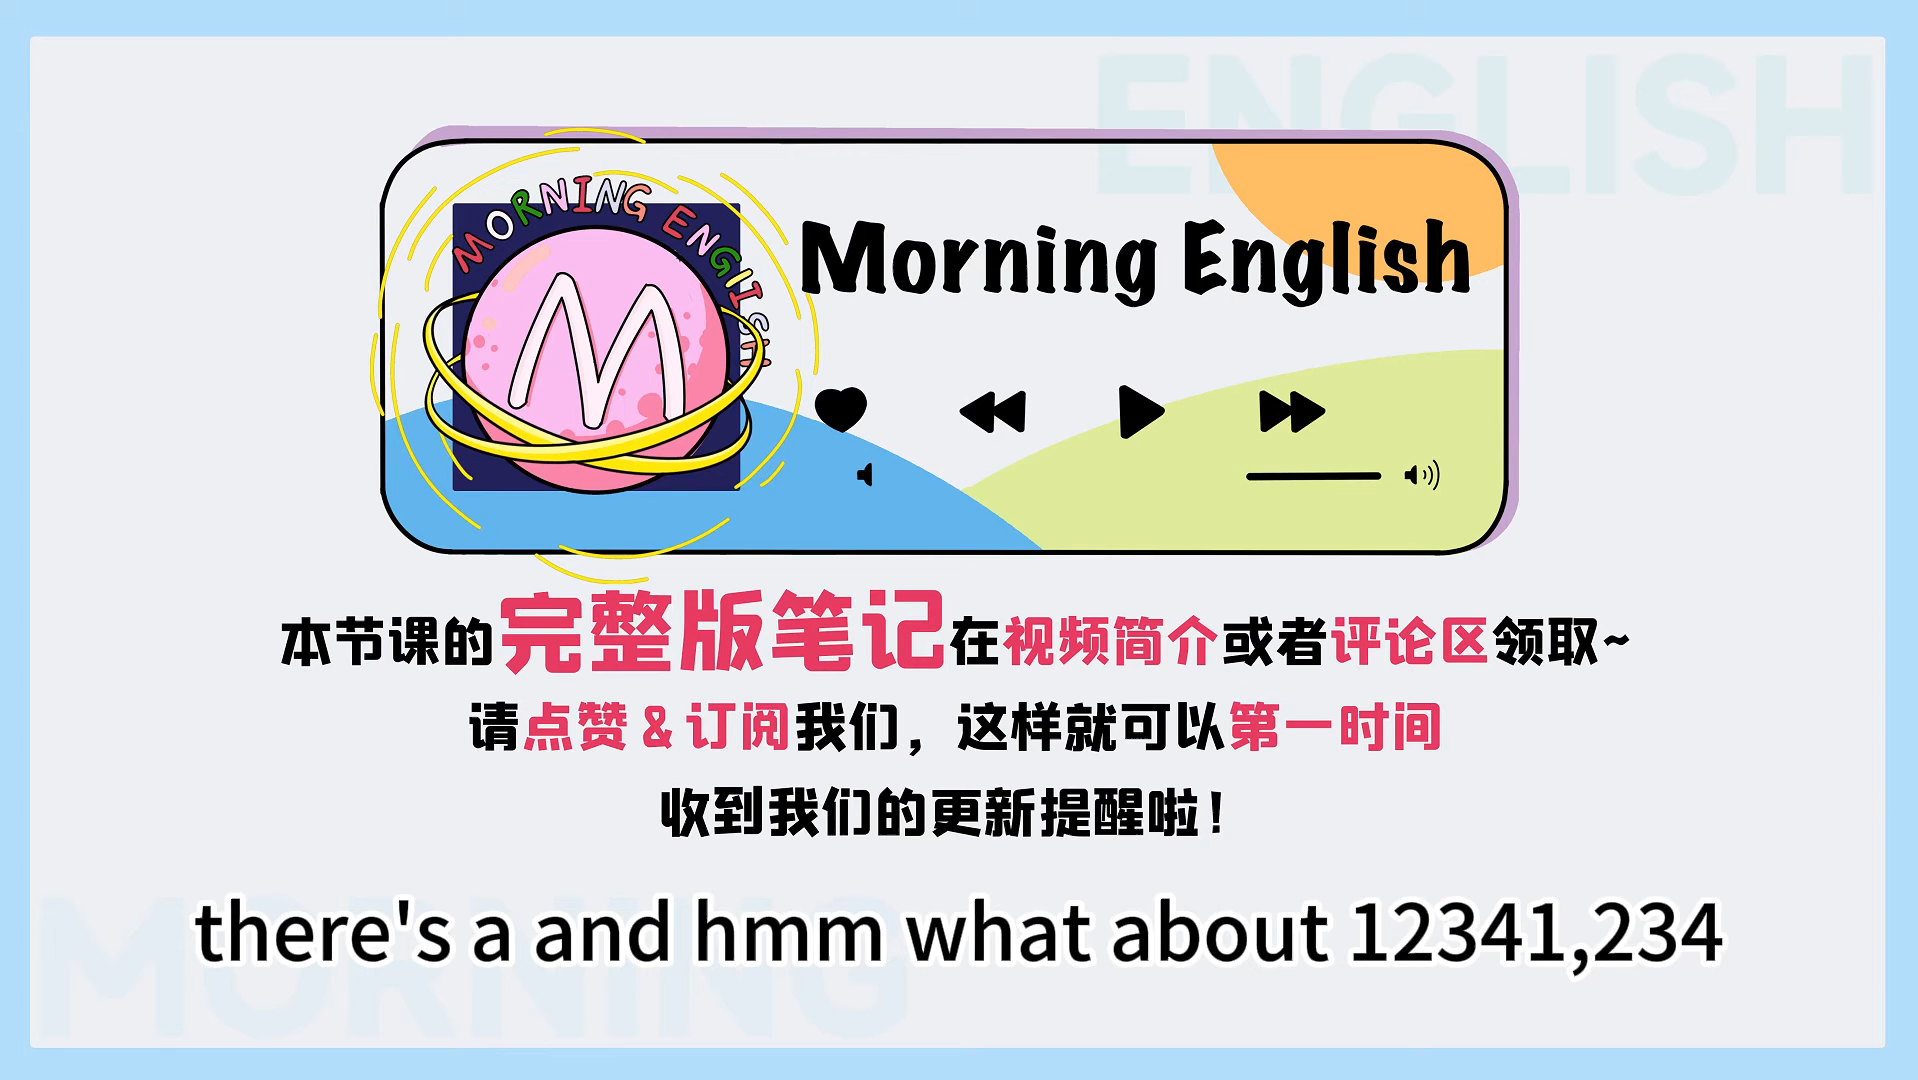 ENGLISH
MORNING ENGlISH
M
Morning English
本节课的完整版笔记在视频简介或者评论区领取~
请点赞&订阅我们，这样就可以第一时间
收到我们的更新提醒啦！
there's a and hmm what about 12341,234
MORNING